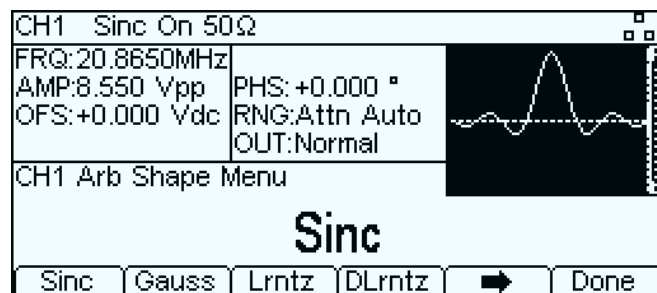 CH1 Sinc On 50Ω
FRQ:20.8650MHz
AMP:8.550 Vpp
OFS:+0.000 Vdc
PHS:+0.000 °
RNG:Attn Auto
OUT:Normal
CH1 Arb Shape Menu
Sinc
Sinc Gauss Lrntz DLrntz ➡ Done